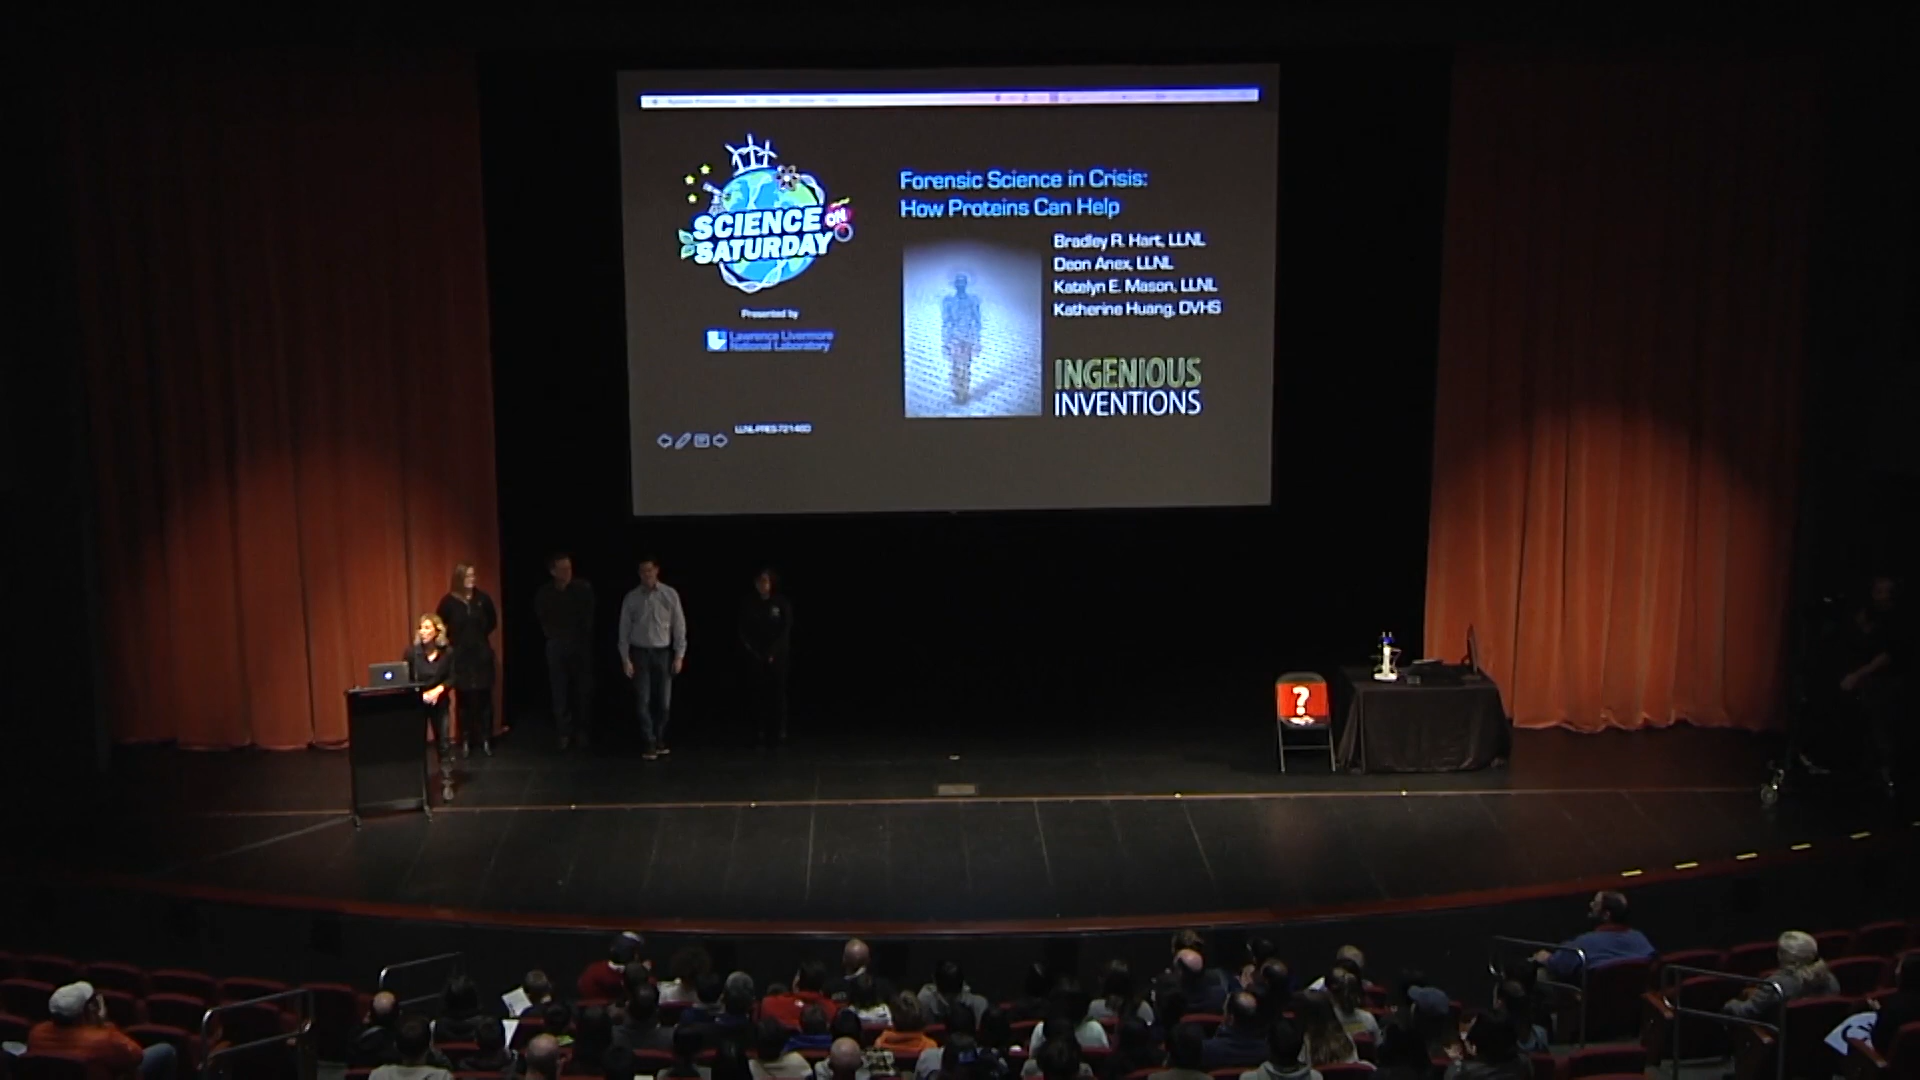 SCIENCE ON
SATURDAY
Presented by
Lawrence Livermore
National Laboratory
Forensic Science in Crisis:
How Proteins Can Help
Bradley R. Hart, LLNL
Deon Anex, LLNL
Katelyn E. Mason, LLNL
Katherine Huang, DVHS
INGENIOUS
INVENTIONS
?